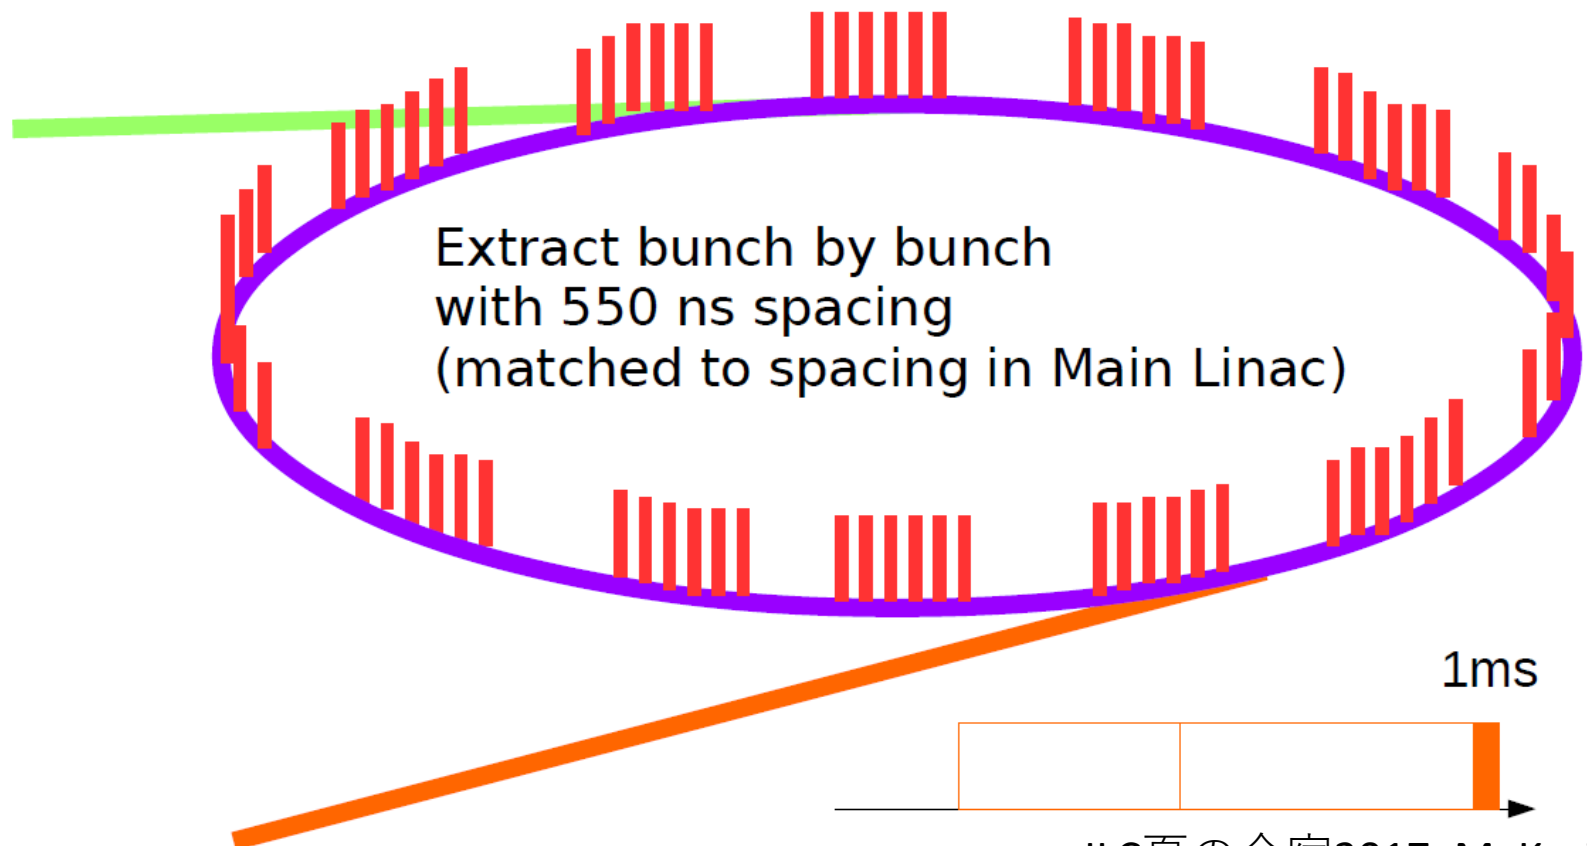 Extract bunch by bunch
with 550 ns spacing
(matched to spacing in Main Linac)
1ms